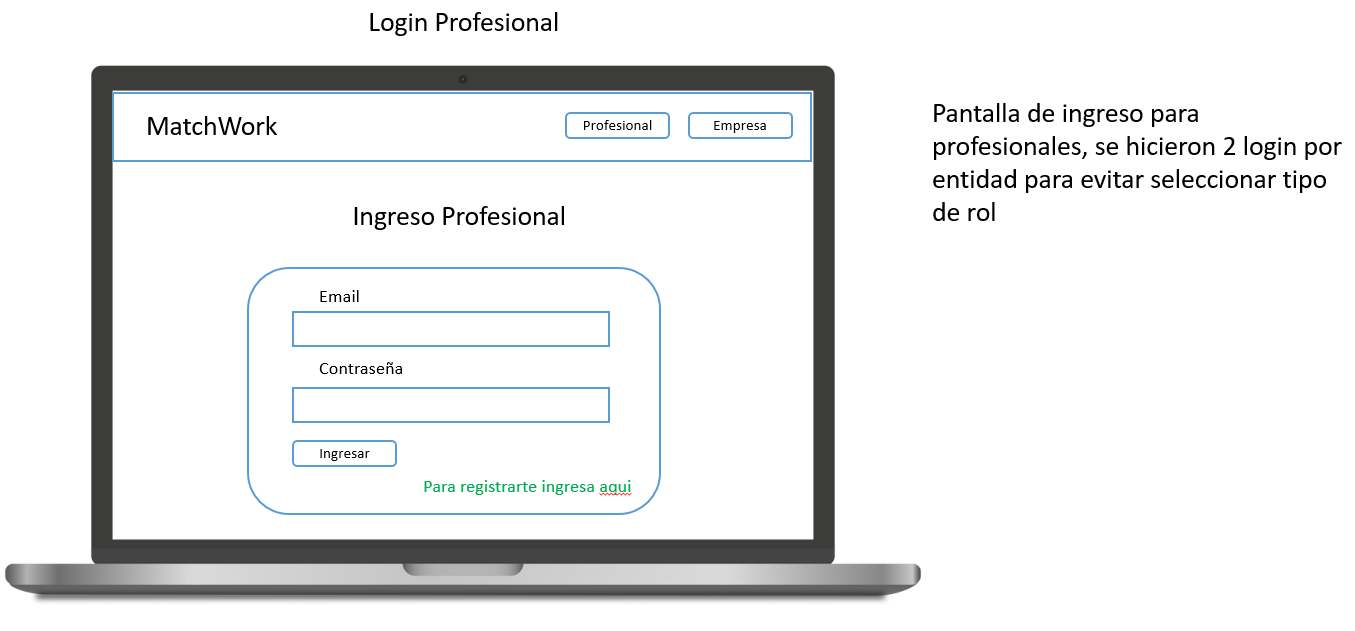 Login Profesional
MatchWork
Profesional
Empresa
Ingreso Profesional
Email
Contraseña
Ingresar
Para registrarte ingresa aqui
Pantalla de ingreso para
profesionales, se hicieron 2 login por
entidad para evitar seleccionar tipo
de rol